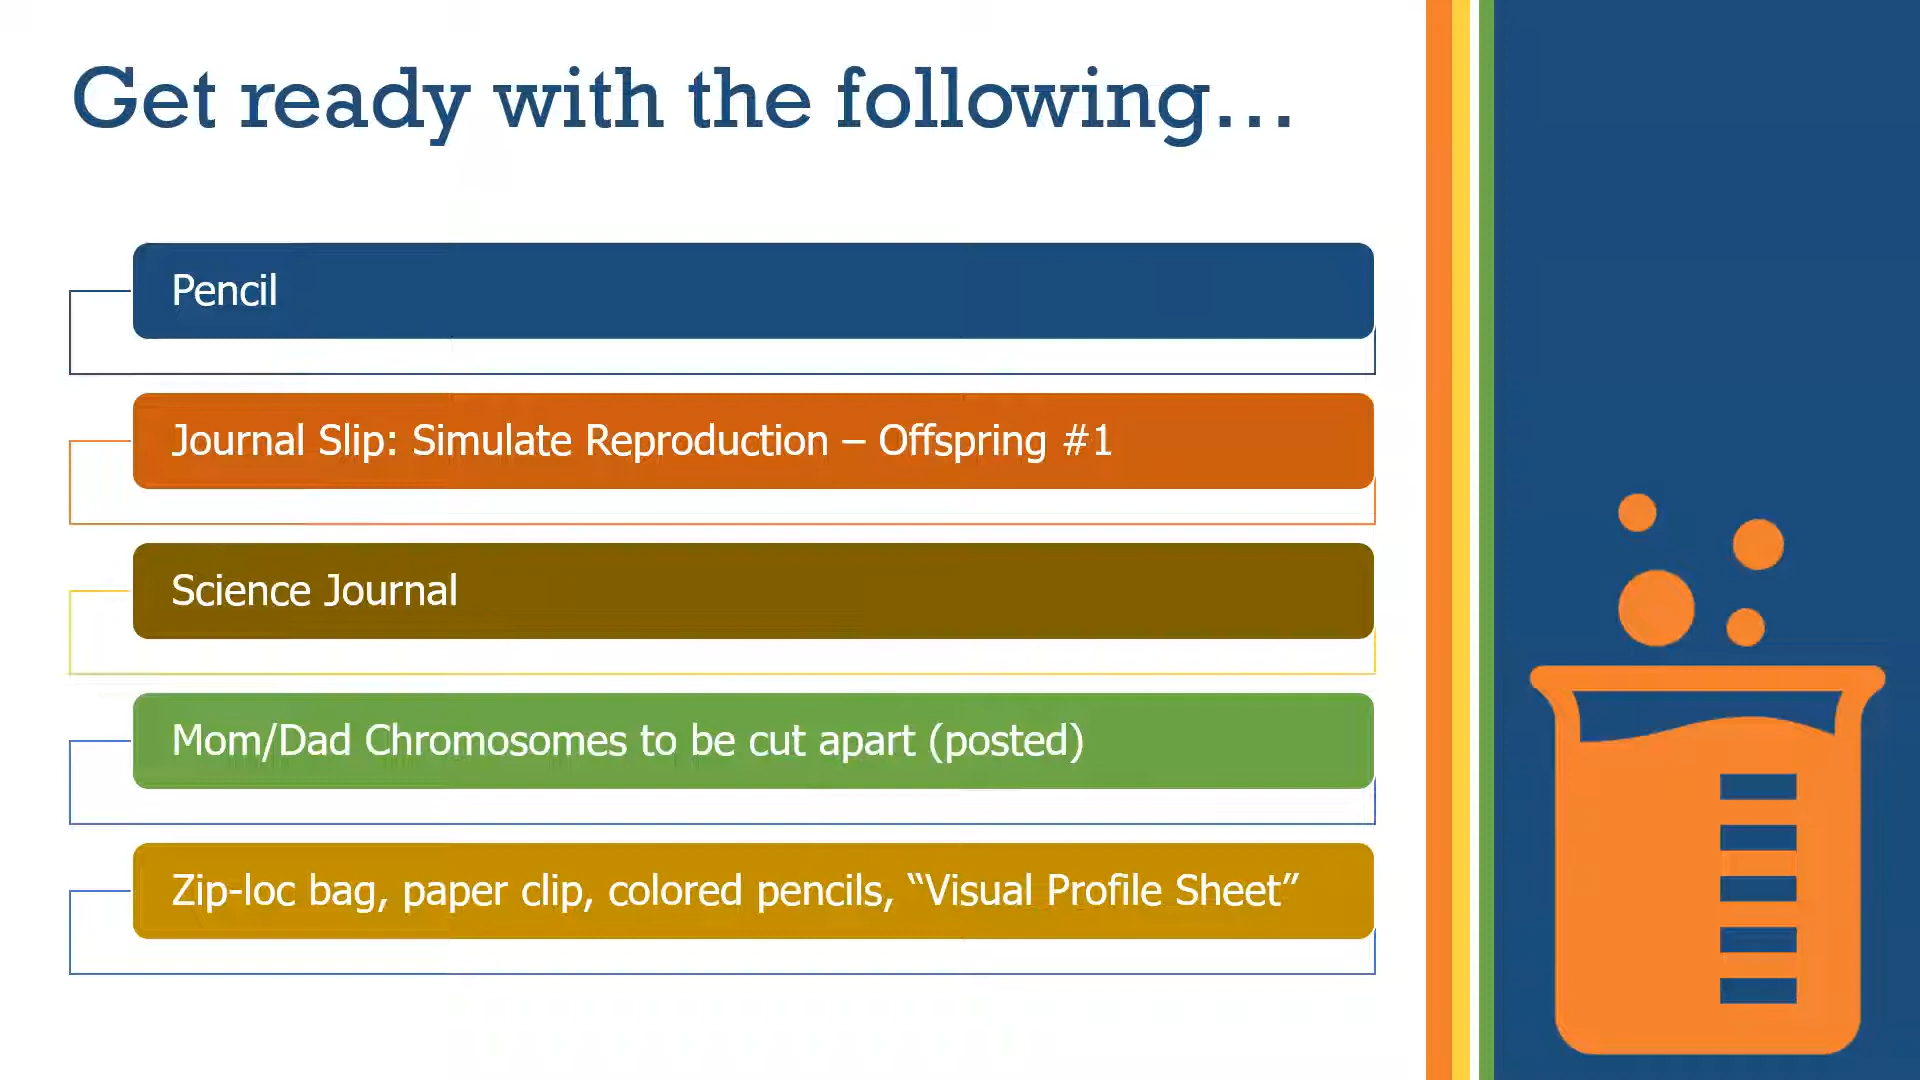 Get ready with the following…
Pencil
Journal Slip: Simulate Reproduction – Offspring #1
Science Journal
Mom/Dad Chromosomes to be cut apart (posted)
Zip-loc bag, paper clip, colored pencils, “Visual Profile Sheet”